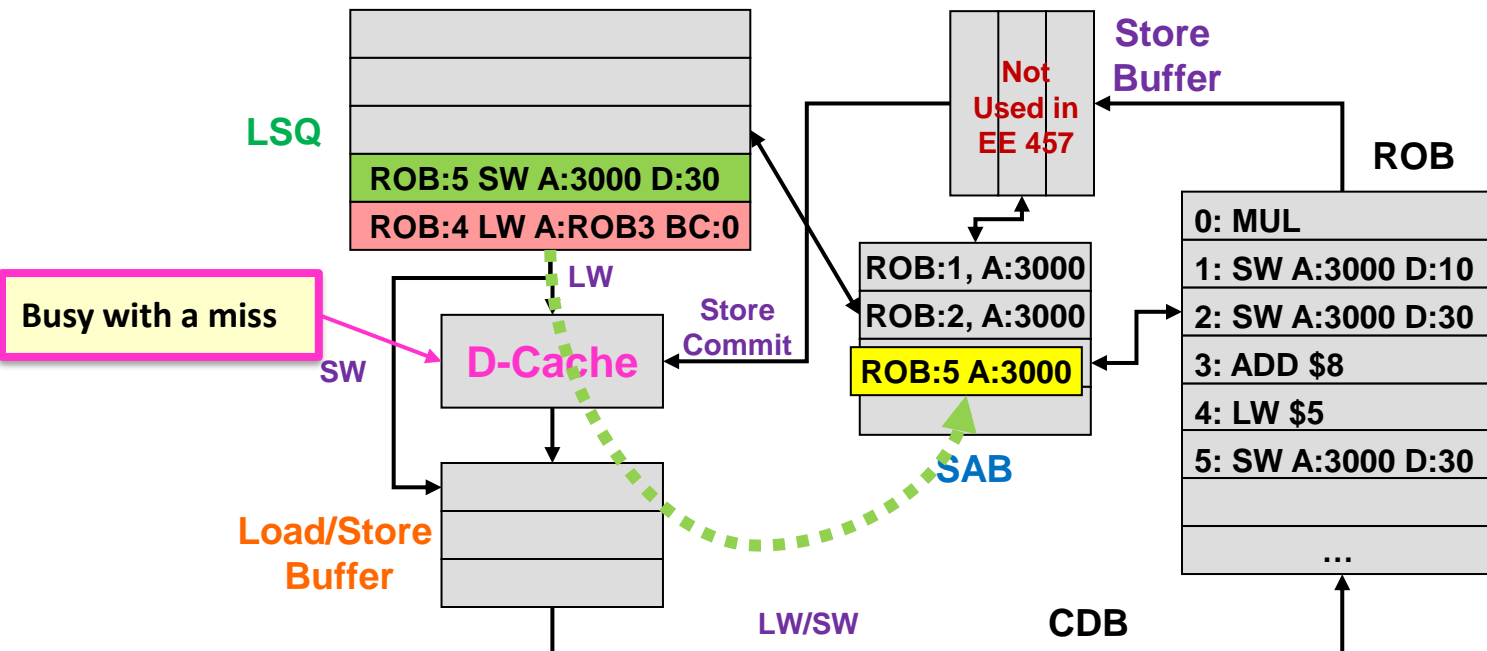 Store
Buffer
Not
Used in
EE 457
LSQ
ROB
ROB:5 SW A:3000 D:30
ROB:4 LW A:ROB3 BC:0
0: MUL
1: SW A:3000 D:10
2: SW A:3000 D:30
3: ADD $8
4: LW $5
5: SW A:3000 D:30
...
ROB:1, A:3000
ROB:2, A:3000
ROB:5 A:3000
SAB
LW
Busy with a miss
Store
Commit
SW
D-Cache
Load/Store
Buffer
LW/SW
CDB